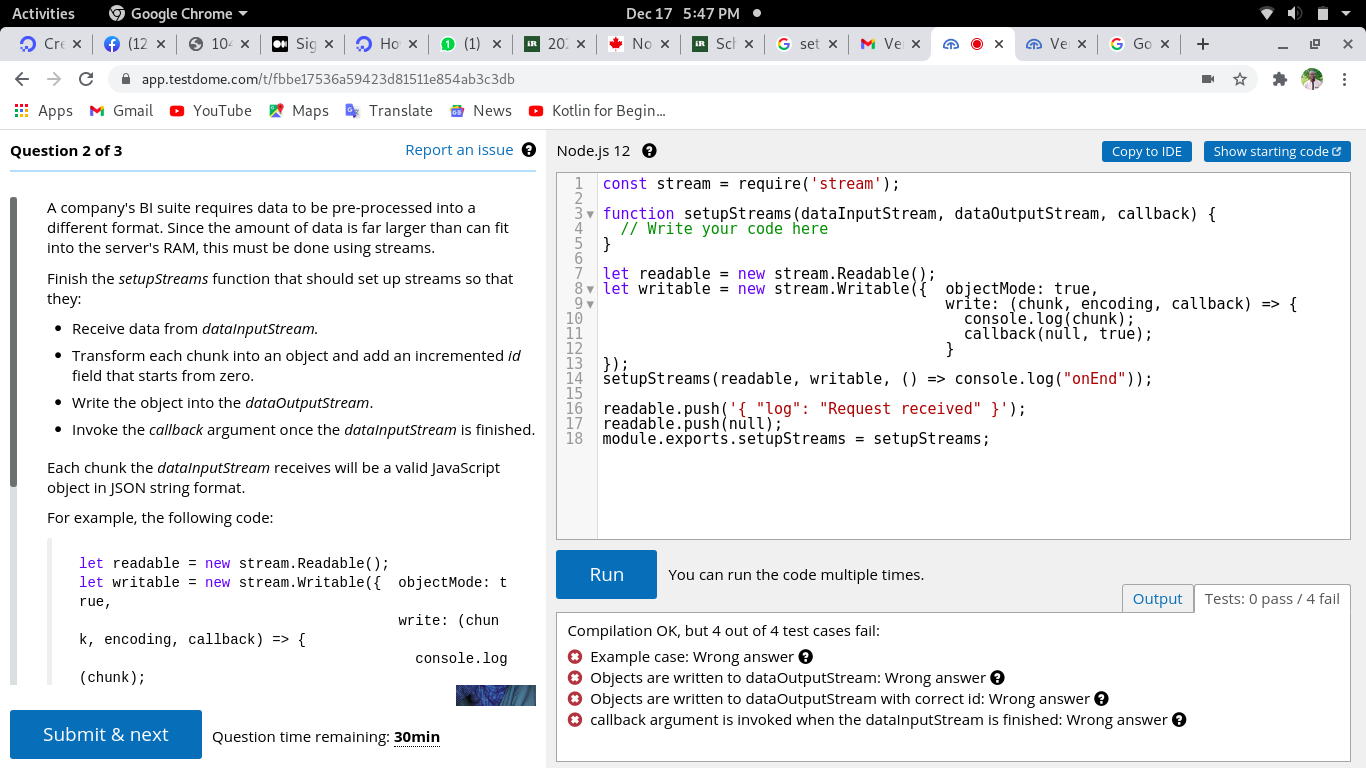 Activities Google Chrome Dec 17 5:47 PM
Cre (12 104 Sig Ho (1) 202 No Sch set Ver Ver Go
app.testdome.com/t/fbbe17536a59423d81511e854ab3c3db
Apps Gmail YouTube Maps Translate News Kotlin for Begin...
Question 2 of 3 Report an issue ?
A company's BI suite requires data to be pre-processed into a
different format. Since the amount of data is far larger than can fit
into the server's RAM, this must be done using streams.
Finish the setupStreams function that should set up streams so that
they:
• Receive data from dataInputStream.
• Transform each chunk into an object and add an incremented id
field that starts from zero.
• Write the object into the dataOutputStream.
• Invoke the callback argument once the dataInputStream is finished.
Each chunk the dataInputStream receives will be a valid JavaScript
object in JSON string format.
For example, the following code:
let readable = new stream.Readable();
let writable = new stream.Writable({  objectMode: t
rue,
write: (chun
k, encoding, callback) => {
console.log
(chunk);
Submit & next Question time remaining: 30min
Node.js 12 ? Copy to IDE Show starting code
1 const stream = require('stream');
2
3 function setupStreams(dataInputStream, dataOutputStream, callback) {
4   // Write your code here
5 }
6
7 let readable = new stream.Readable();
8 let writable = new stream.Writable({  objectMode: true,
9                                       write: (chunk, encoding, callback) => {
10                                         console.log(chunk);
11                                         callback(null, true);
12                                       }
13 });
14 setupStreams(readable, writable, () => console.log("onEnd"));
15
16 readable.push('{ "log": "Request received" }');
17 readable.push(null);
18 module.exports.setupStreams = setupStreams;
Run You can run the code multiple times.
Output Tests: 0 pass / 4 fail
Compilation OK, but 4 out of 4 test cases fail:
Example case: Wrong answer ?
Objects are written to dataOutputStream: Wrong answer ?
Objects are written to dataOutputStream with correct id: Wrong answer ?
callback argument is invoked when the dataInputStream is finished: Wrong answer ?